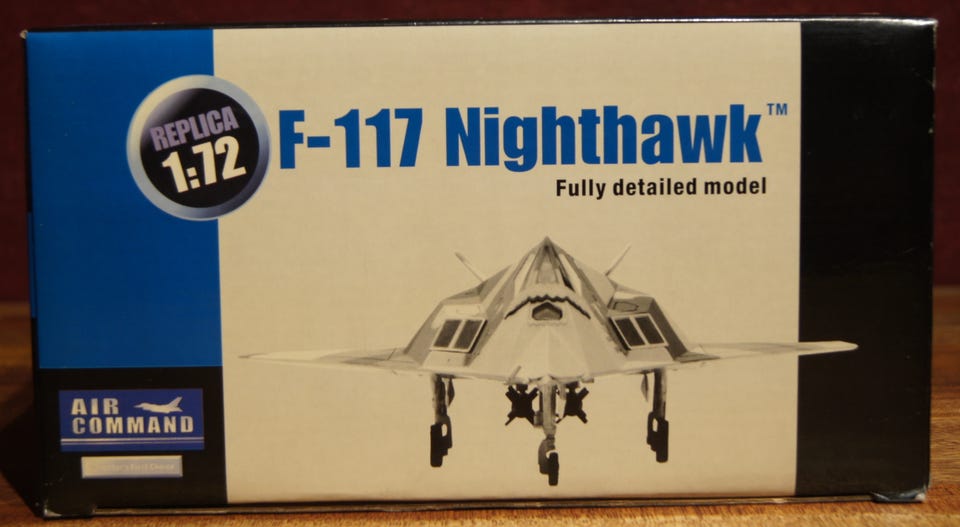 REPLICA
1:72
F-117 Nighthawk™
Fully detailed model
AIR
COMMAND